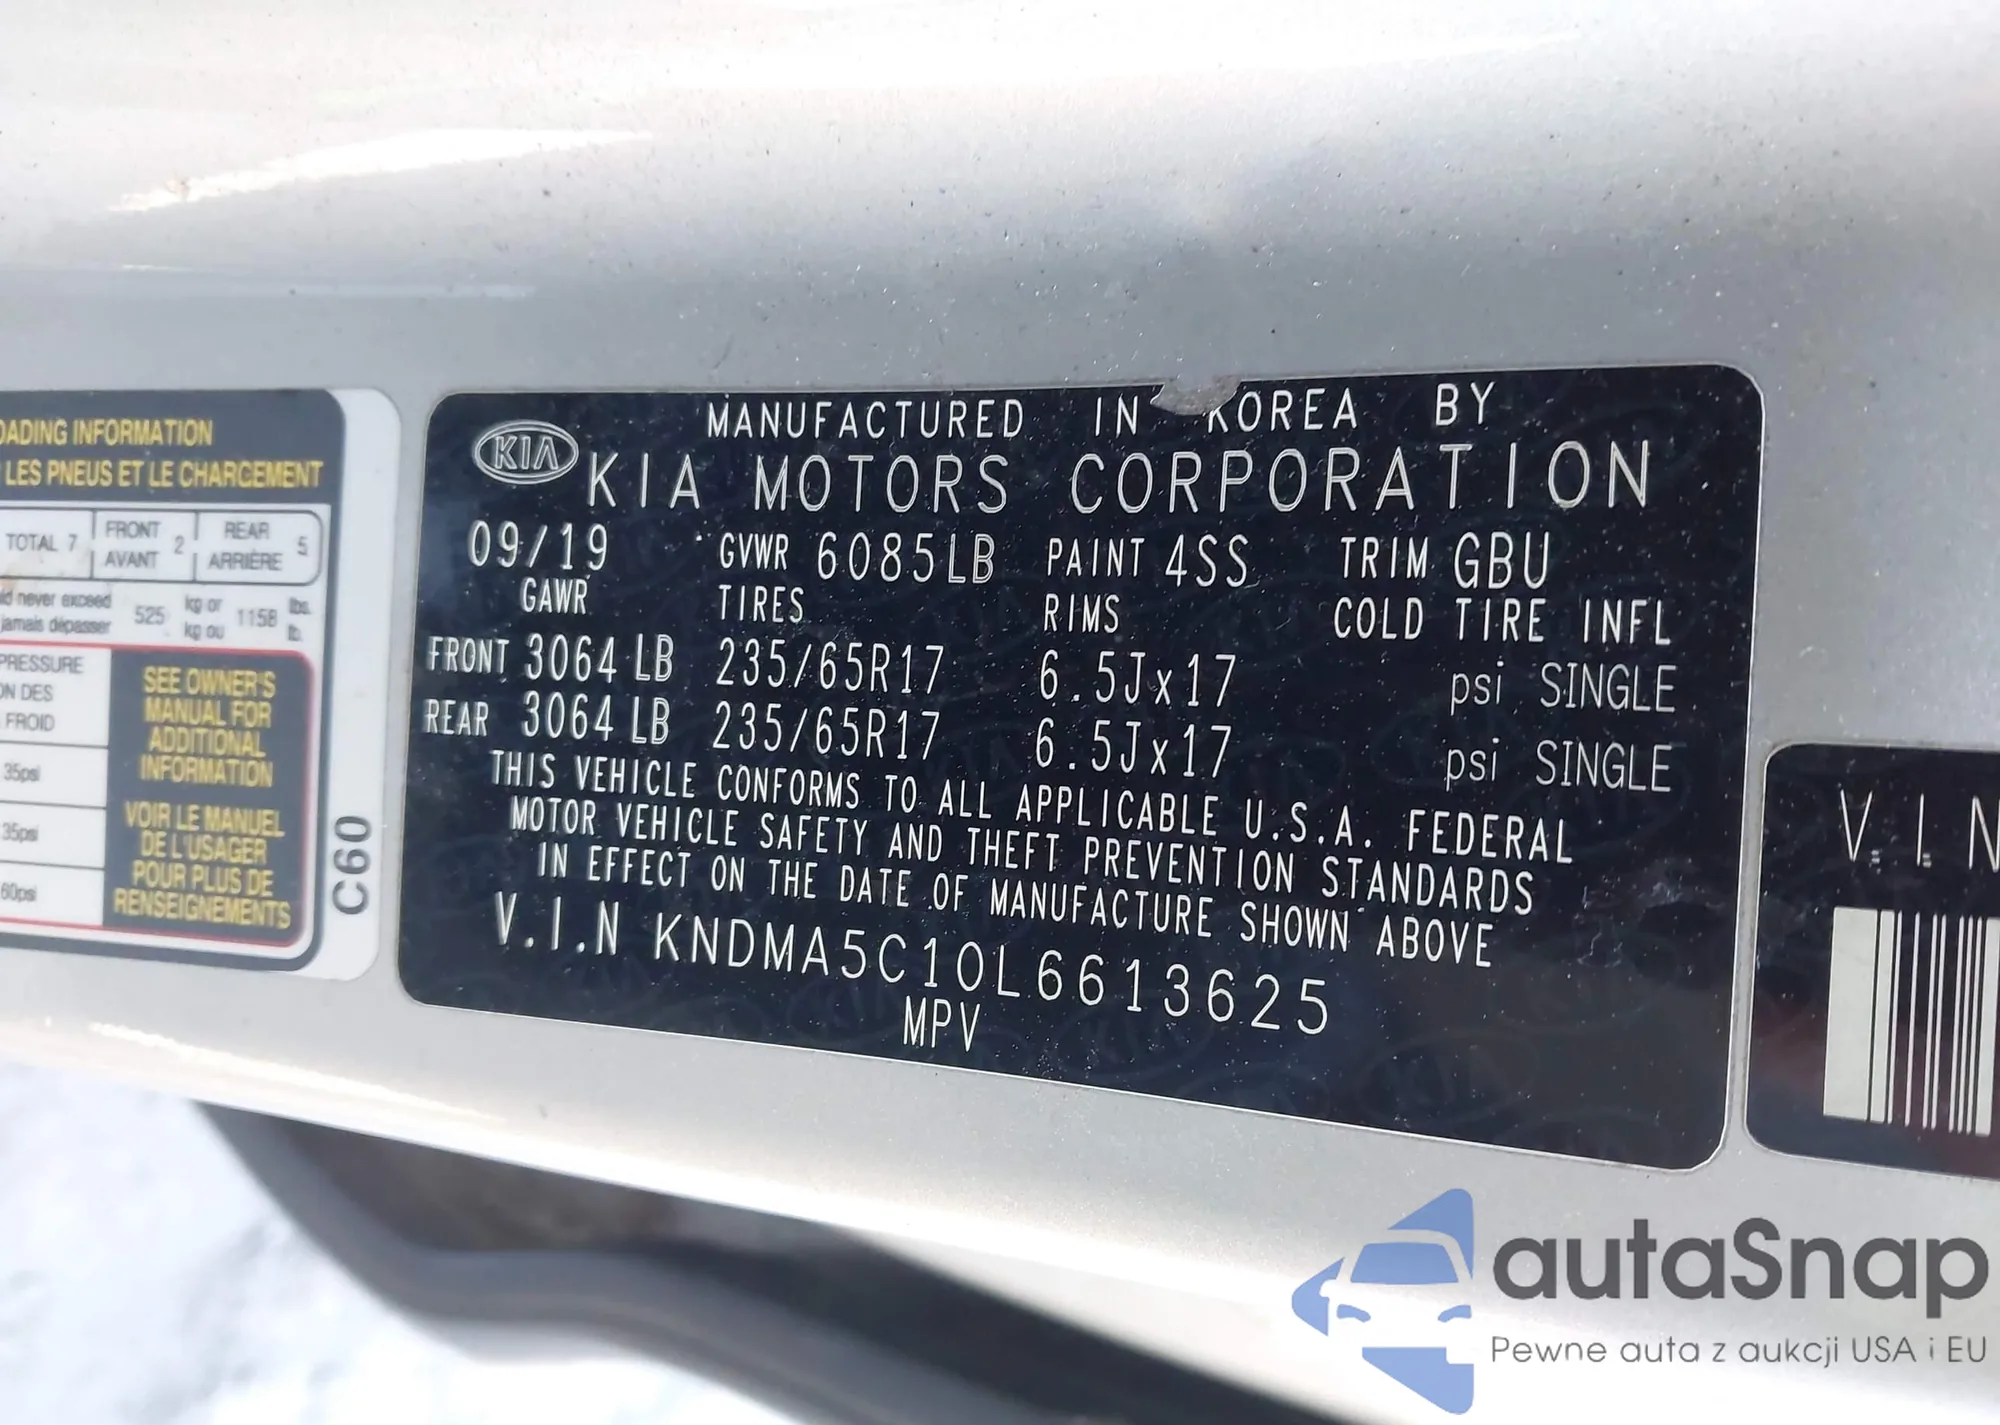 OADING INFORMATION
LES PNEUS ET LE CHARGEMENT
TOTAL 7
FRONT
AVANT
2
REAR
ARRIÈRE
5
never exceed
jamais dépasser
525
kg or
kg ou
1158
lbs.
lb.
PRESSURE
ON DES
FROID
35psi
35psi
60psi
SEE OWNER'S
MANUAL FOR
ADDITIONAL
INFORMATION
VOIR LE MANUEL
DE L'USAGER
POUR PLUS DE
RENSEIGNEMENTS
C60
KIA
MANUFACTURED IN KOREA BY
KIA MOTORS CORPORATION
09/19 GVWR 6085LB PAINT 4SS TRIM GBU
GAWR TIRES RIMS COLD TIRE INFL
FRONT 3064 LB 235/65R17 6.5Jx17 psi SINGLE
REAR 3064 LB 235/65R17 6.5Jx17 psi SINGLE
THIS VEHICLE CONFORMS TO ALL APPLICABLE U.S.A. FEDERAL
MOTOR VEHICLE SAFETY AND THEFT PREVENTION STANDARDS
IN EFFECT ON THE DATE OF MANUFACTURE SHOWN ABOVE
V.I.N KNDMA5C10L6613625
MPV
V.I.N
autaSnap
Pewne auta z aukcji USA i EU